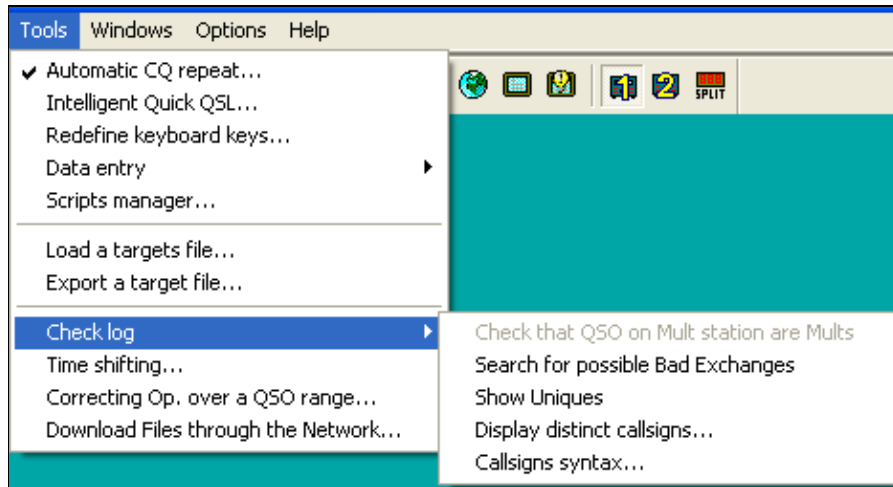 Tools Windows Options Help
Automatic CQ repeat...
Intelligent Quick QSL...
Redefine keyboard keys...
Data entry
Scripts manager...
Load a targets file...
Export a target file...
Check log
Time shifting...
Correcting Op. over a QSO range...
Download Files through the Network...
1 2 SPLIT
Check that QSO on Mult station are Mults
Search for possible Bad Exchanges
Show Uniques
Display distinct callsigns...
Callsigns syntax...